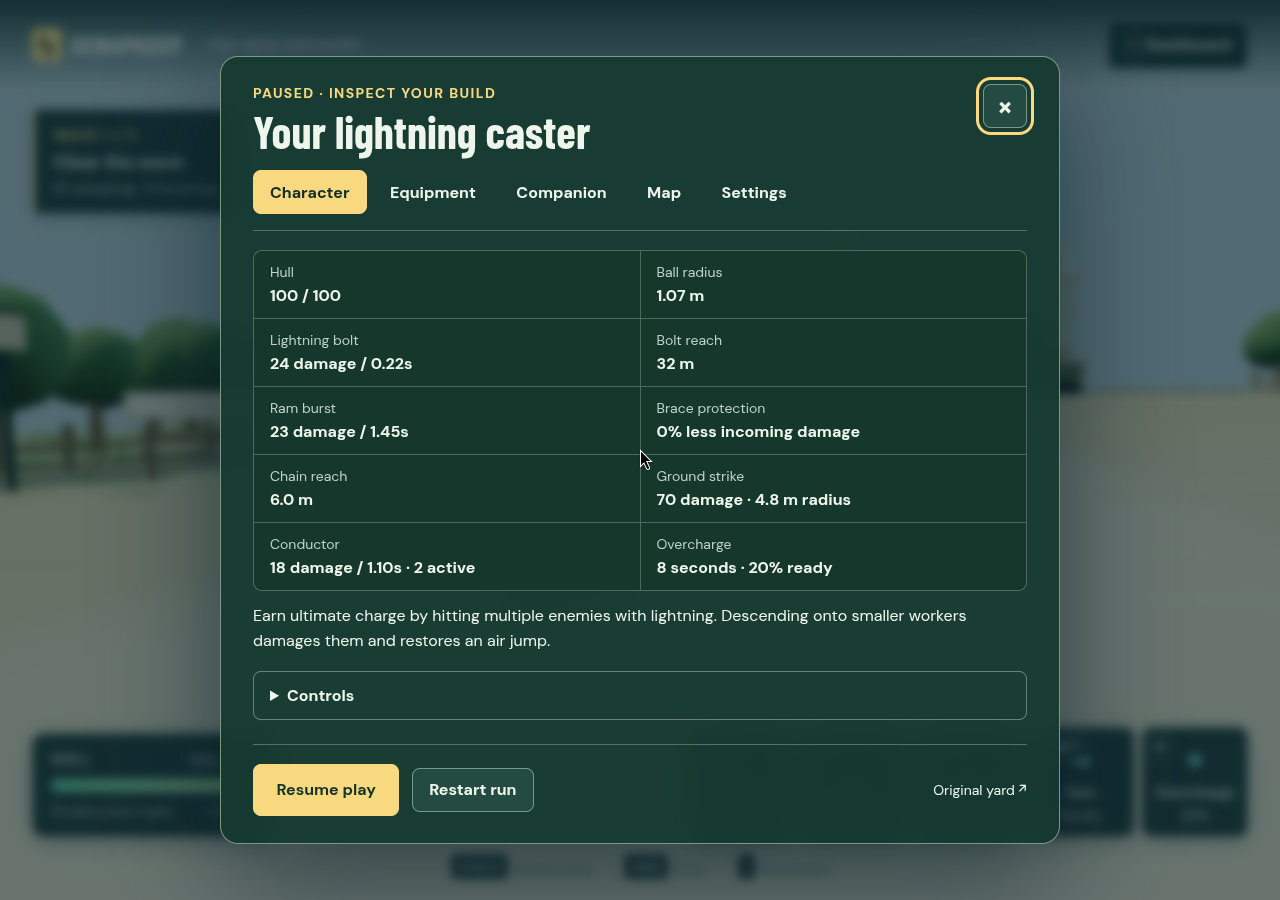 PAUSED · INSPECT YOUR BUILD
Your lightning caster
×
Character Equipment Companion Map Settings
Hull
100 / 100
Ball radius
1.07 m
Lightning bolt
24 damage / 0.22s
Bolt reach
32 m
Ram burst
23 damage / 1.45s
Brace protection
0% less incoming damage
Chain reach
6.0 m
Ground strike
70 damage · 4.8 m radius
Conductor
18 damage / 1.10s · 2 active
Overcharge
8 seconds · 20% ready
Earn ultimate charge by hitting multiple enemies with lightning. Descending onto smaller workers
damages them and restores an air jump.
▶ Controls
Resume play Restart run Original yard ↗